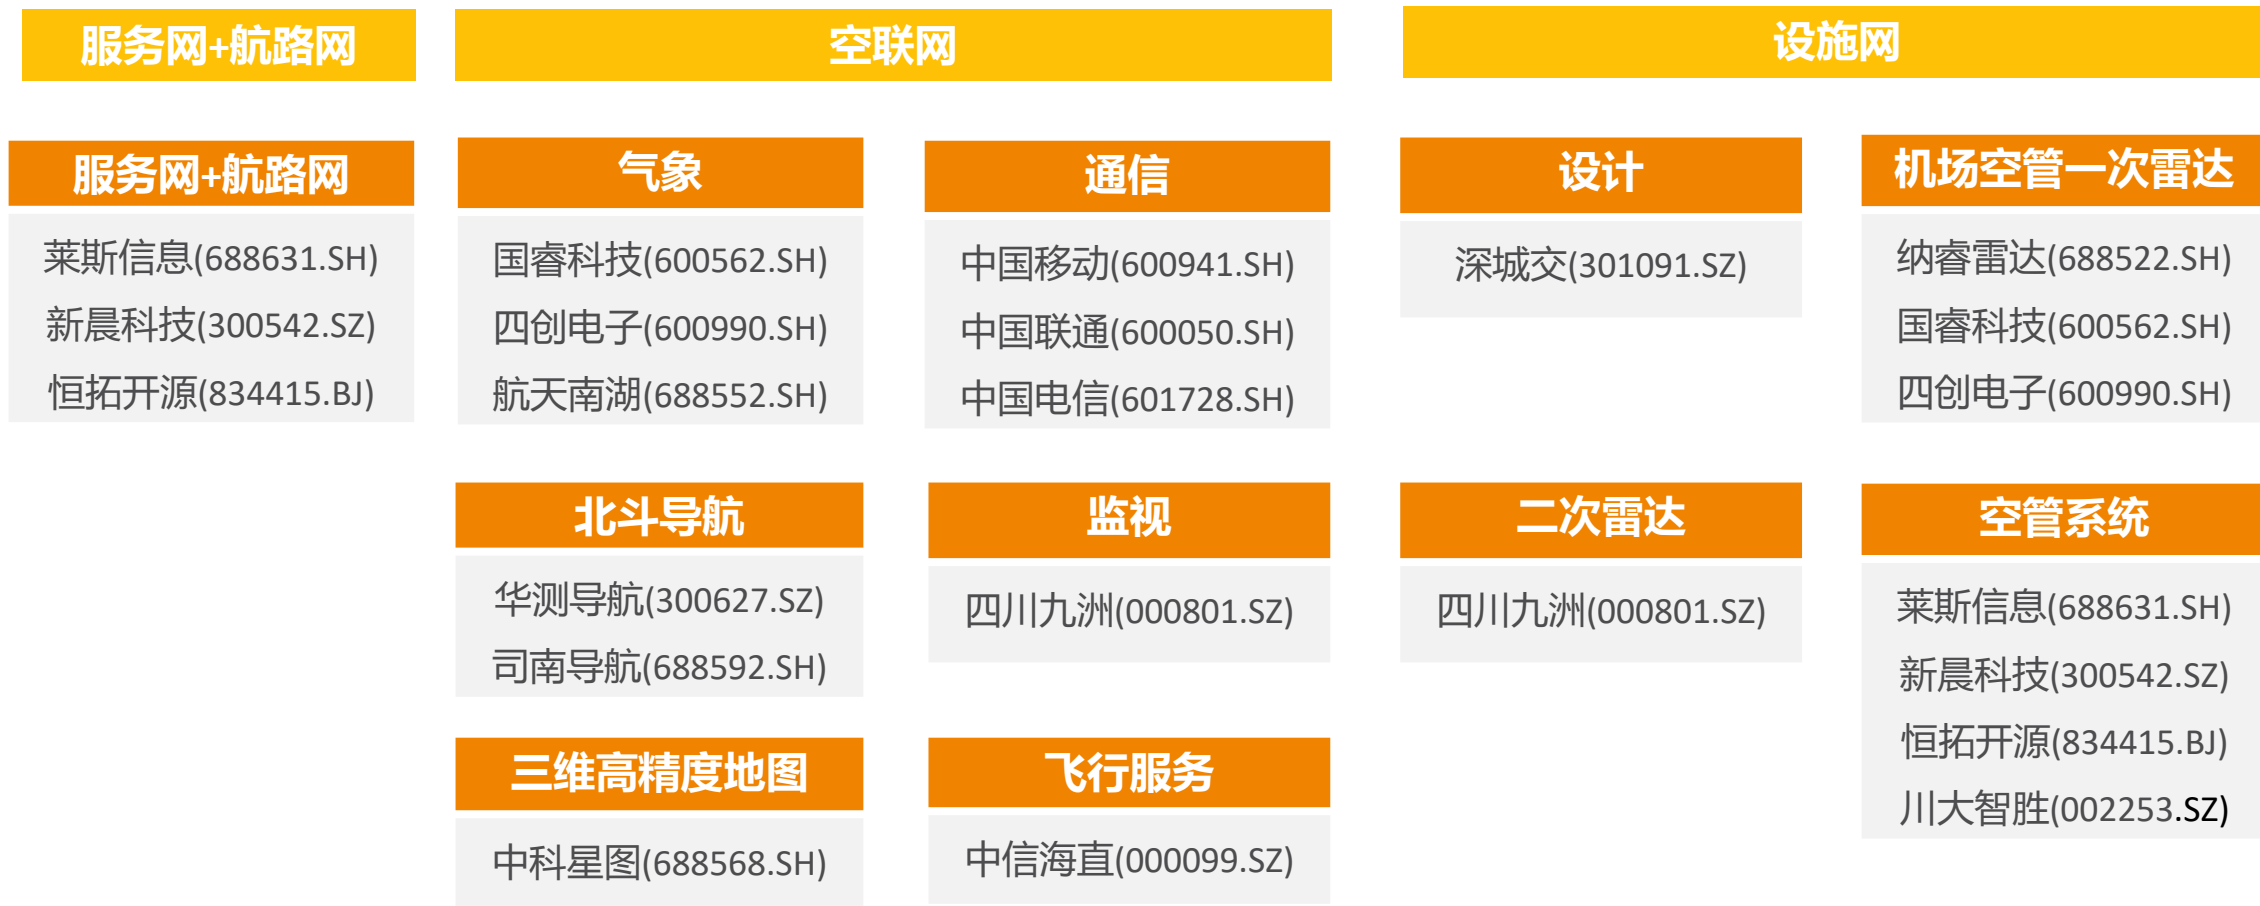 服务网+航路网
空联网
设施网
服务网+航路网
莱斯信息(688631.SH)
新晨科技(300542.SZ)
恒拓开源(834415.BJ)
气象
国睿科技(600562.SH)
四创电子(600990.SH)
航天南湖(688552.SH)
通信
中国移动(600941.SH)
中国联通(600050.SH)
中国电信(601728.SH)
设计
深城交(301091.SZ)
机场空管一次雷达
纳睿雷达(688522.SH)
国睿科技(600562.SH)
四创电子(600990.SH)
北斗导航
华测导航(300627.SZ)
司南导航(688592.SH)
监视
四川九洲(000801.SZ)
二次雷达
四川九洲(000801.SZ)
空管系统
莱斯信息(688631.SH)
新晨科技(300542.SZ)
恒拓开源(834415.BJ)
川大智胜(002253.SZ)
三维高精度地图
中科星图(688568.SH)
飞行服务
中信海直(000099.SZ)